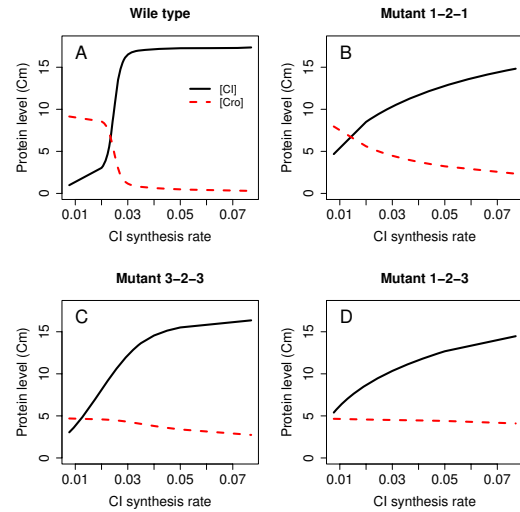 Wile type
A
Protein level (Cm)
0 5 10 15
[CI]
[Cro]
0.01 0.03 0.05 0.07
CI synthesis rate
Mutant 1−2−1
B
Protein level (Cm)
0 5 10 15
0.01 0.03 0.05 0.07
CI synthesis rate
Mutant 3−2−3
C
Protein level (Cm)
0 5 10 15
0.01 0.03 0.05 0.07
CI synthesis rate
Mutant 1−2−3
D
Protein level (Cm)
0 5 10 15
0.01 0.03 0.05 0.07
CI synthesis rate